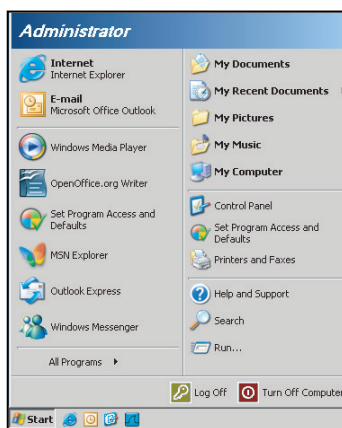 Administrator
Internet
Internet Explorer
E-mail
Microsoft Office Outlook
Windows Media Player
OpenOffice.org Writer
Set Program Access and
Defaults
MSN Explorer
Outlook Express
Windows Messenger
All Programs
My Documents
My Recent Documents
My Pictures
My Music
My Computer
Control Panel
Set Program Access and
Defaults
Printers and Faxes
Help and Support
Search
Run...
Log Off
Turn Off Computer
Start